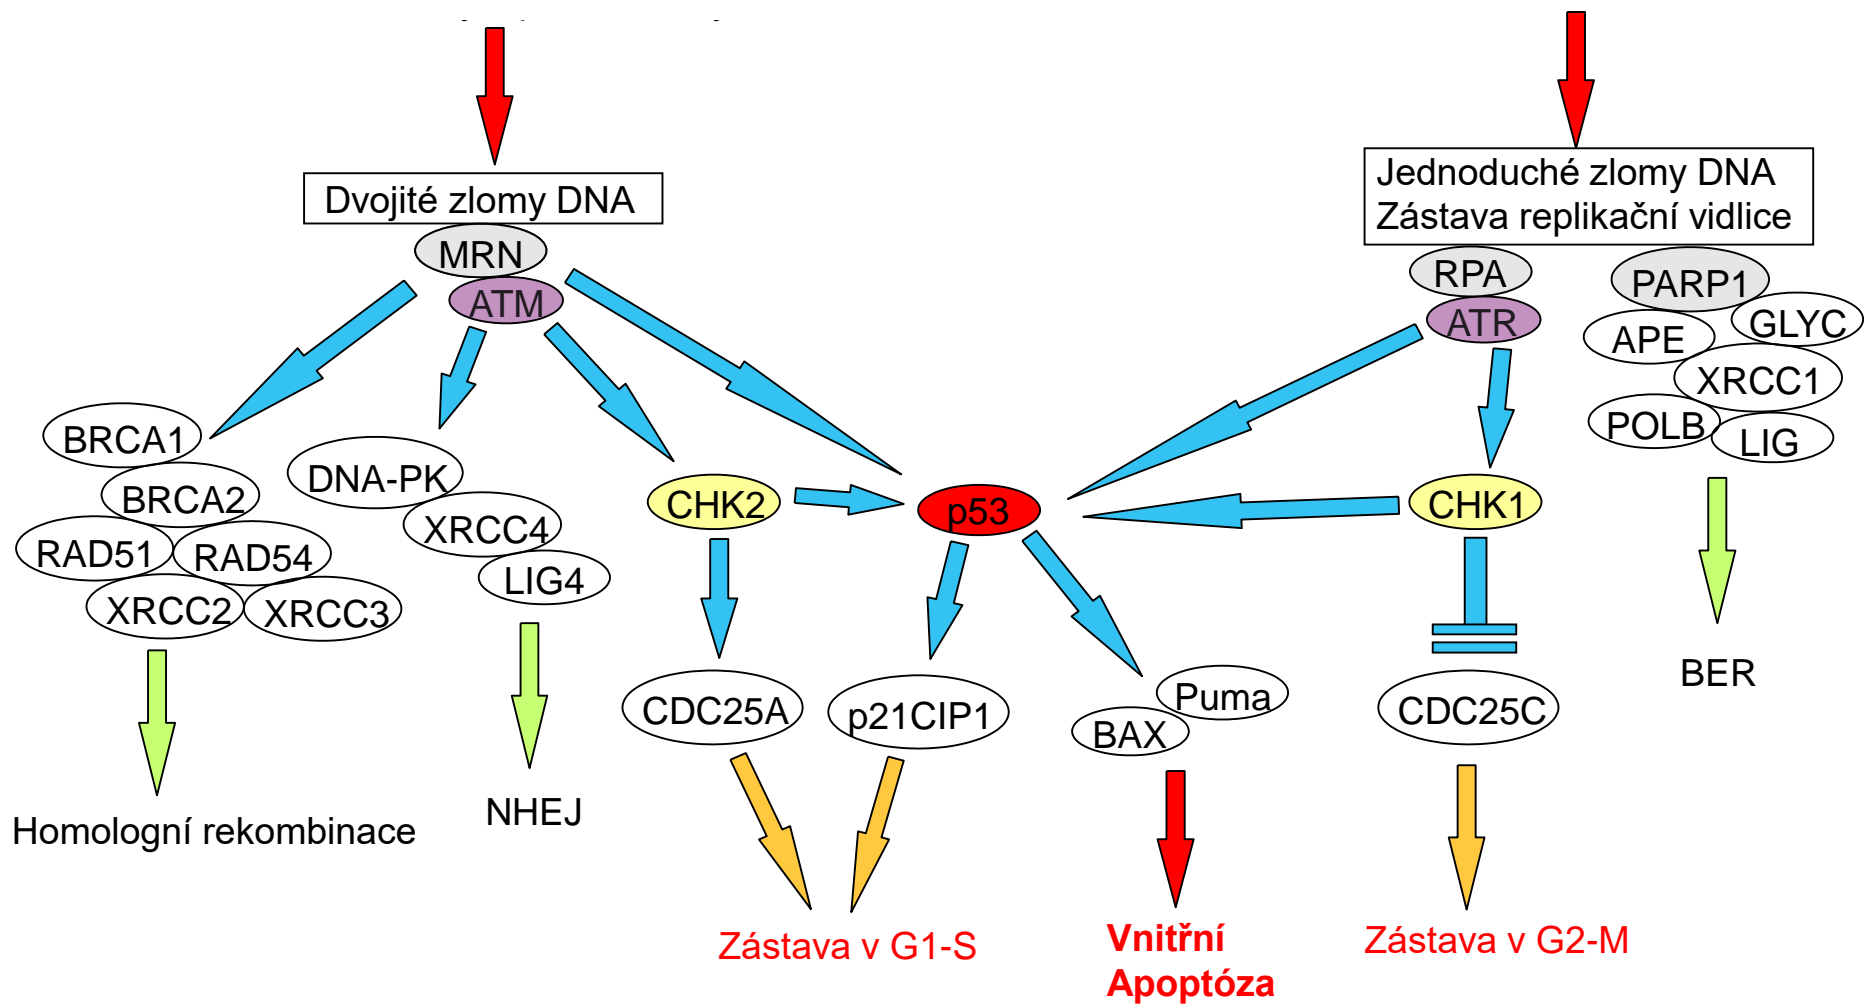 Dvojité zlomy DNA
Jednoduché zlomy DNA
Zástava replikační vidlice
MRN
ATM
RPA
ATR
PARP1
GLYC
APE
XRCC1
POLB
LIG
BRCA1
BRCA2
RAD51
RAD54
XRCC2
XRCC3
DNA-PK
XRCC4
LIG4
CHK2
p53
CHK1
CDC25A
p21CIP1
Puma
BAX
CDC25C
BER
Homologní rekombinace
NHEJ
Zástava v G1-S
Vnitřní
Apoptóza
Zástava v G2-M